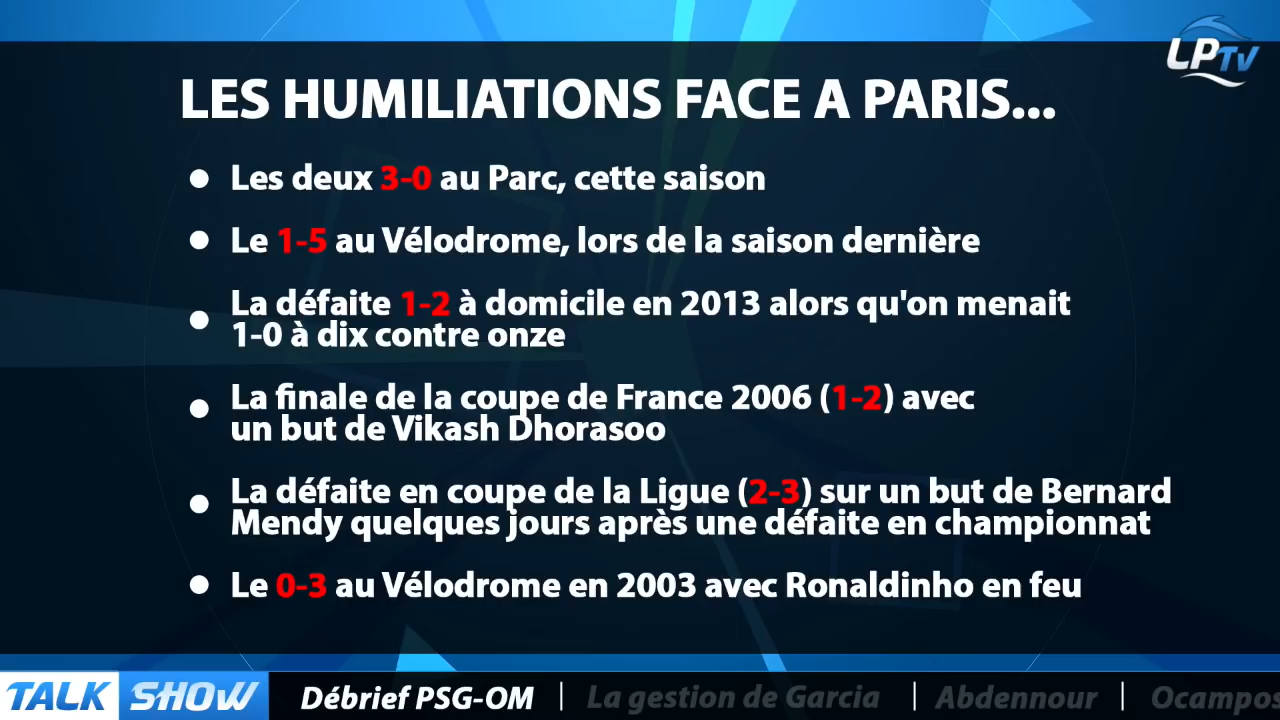 LPTV
LES HUMILIATIONS FACE A PARIS...
● Les deux 3-0 au Parc, cette saison
● Le 1-5 au Vélodrome, lors de la saison dernière
● La défaite 1-2 à domicile en 2013 alors qu'on menait
1-0 à dix contre onze
● La finale de la coupe de France 2006 (1-2) avec
un but de Vikash Dhorasoo
● La défaite en coupe de la Ligue (2-3) sur un but de Bernard
Mendy quelques jours après une défaite en championnat
● Le 0-3 au Vélodrome en 2003 avec Ronaldinho en feu
TALK SHOW Débrief PSG-OM | La gestion de Garcia | Abdennour | Ocampos